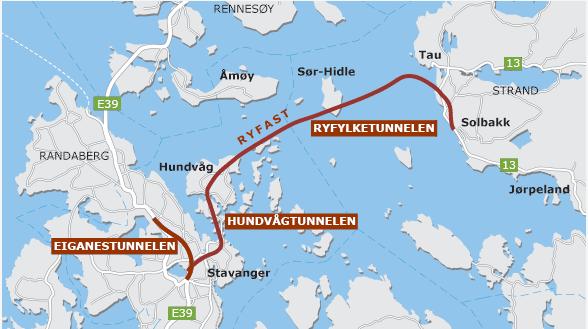 RENNESØY
Tau
13
Åmøy
Sør-Hidle
STRAND
E39
RYFAST
Solbakk
RYFYLKETUNNELEN
RANDABERG
Hundvåg
13
Jørpeland
HUNDVÅGTUNNELEN
EIGANESTUNNELEN
Stavanger
E39